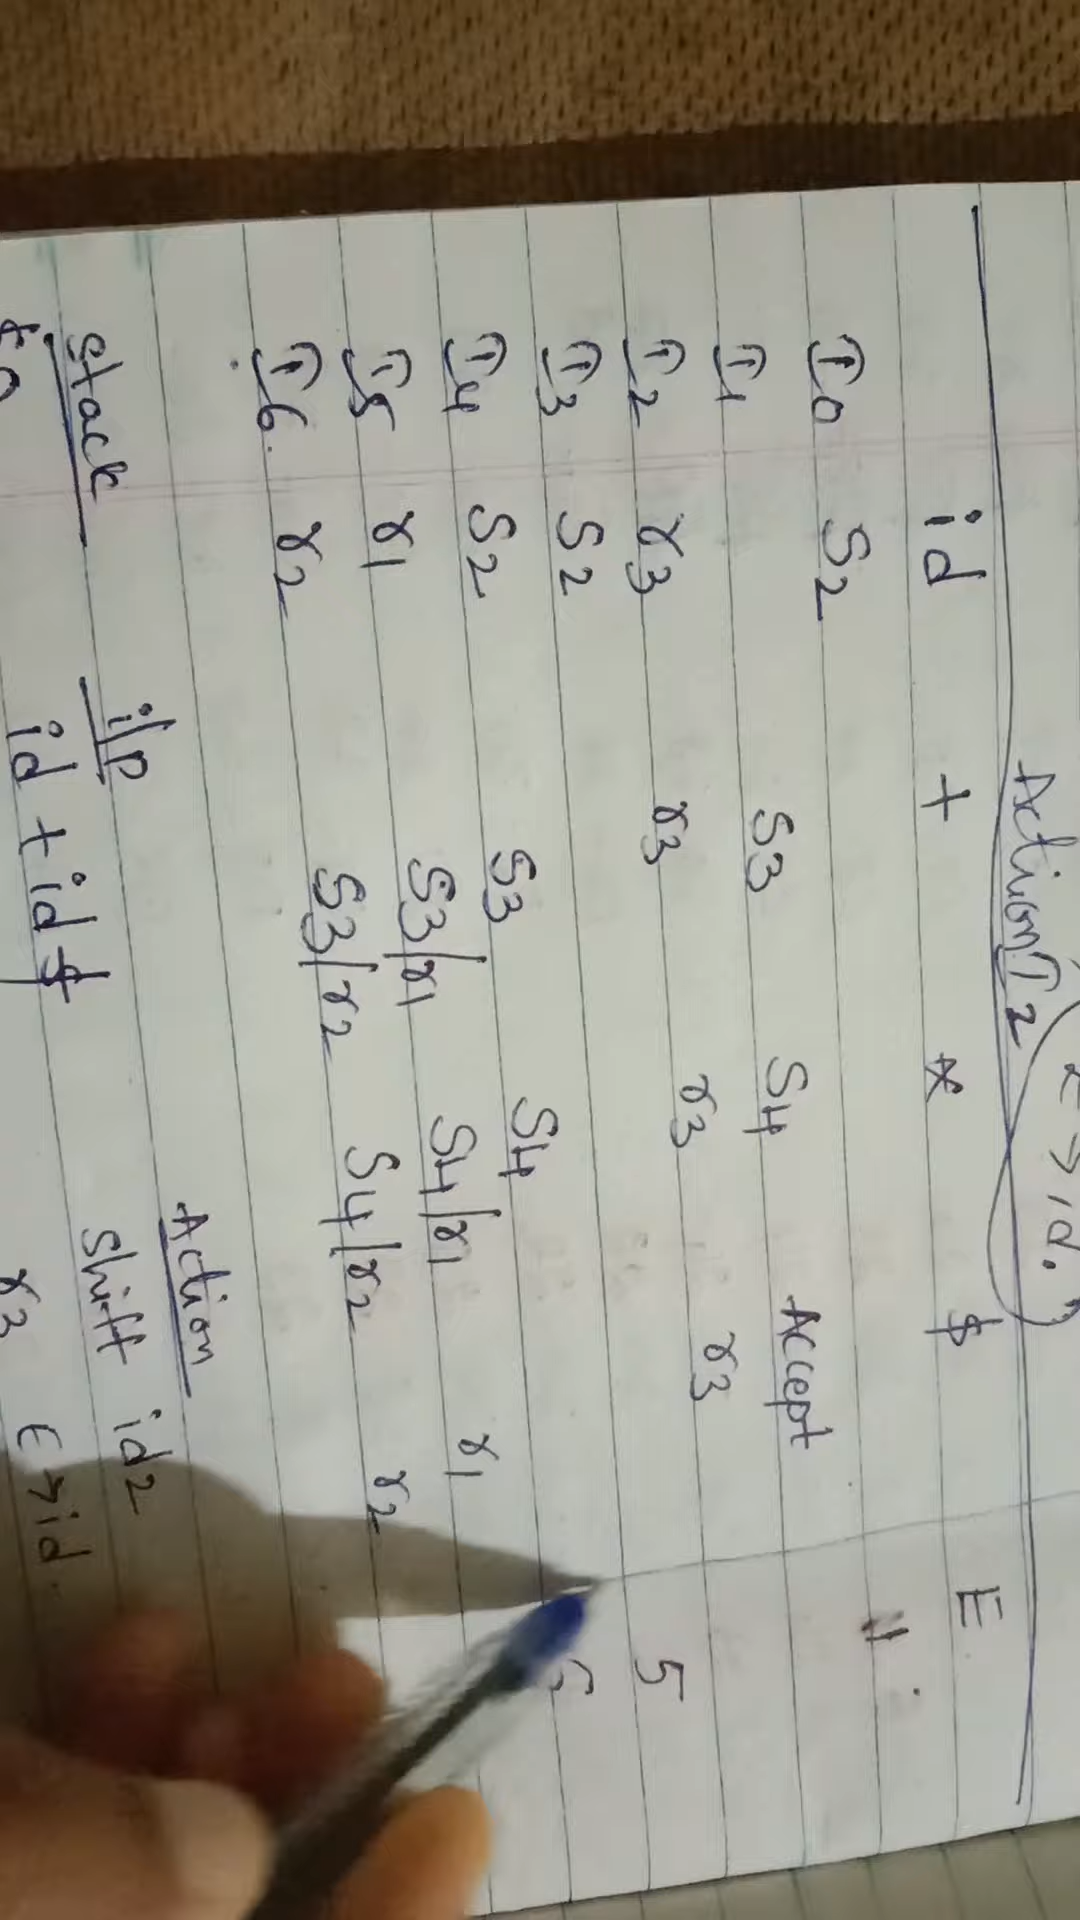 E → id.
Action I2
id + * $ E
I0 S2 1
I1 S3 S4 Accept
I2 r3 r3 r3 r3
I3 S2 5
I4 S2 S3 S4 6
I5 r1 S3/r1 S4/r1 r1
I6. r2 S3/r2 S4/r2 r2
Stack i/p Action
id + id $ Shift id2
r3 E → id.